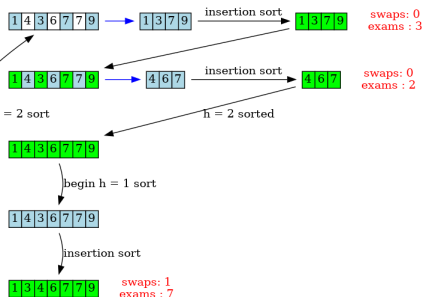 1 4 3 6 7 7 9
1 3 7 9
insertion sort
1 3 7 9
swaps: 0
exams : 3
1 4 3 6 7 7 9
4 6 7
insertion sort
4 6 7
swaps: 0
exams : 2
= 2 sort
h = 2 sorted
1 4 3 6 7 7 9
begin h = 1 sort
1 4 3 6 7 7 9
insertion sort
1 3 4 6 7 7 9
swaps: 1
exams : 7